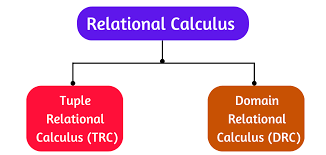 Relational Calculus
Tuple
Relational
Calculus (TRC)
Domain
Relational
Calculus (DRC)